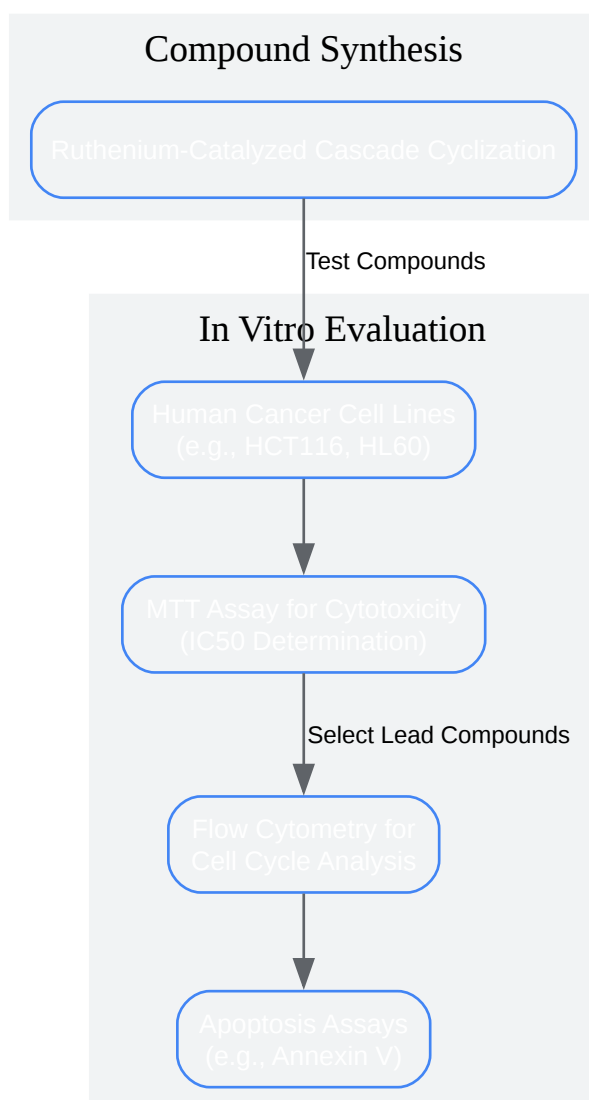 Compound Synthesis
Ruthenium-Catalyzed Cascade Cyclization
Test Compounds
In Vitro Evaluation
Human Cancer Cell Lines
(e.g., HCT116, HL60)
MTT Assay for Cytotoxicity
(IC50 Determination)
Select Lead Compounds
Flow Cytometry for
Cell Cycle Analysis
Apoptosis Assays
(e.g., Annexin V)